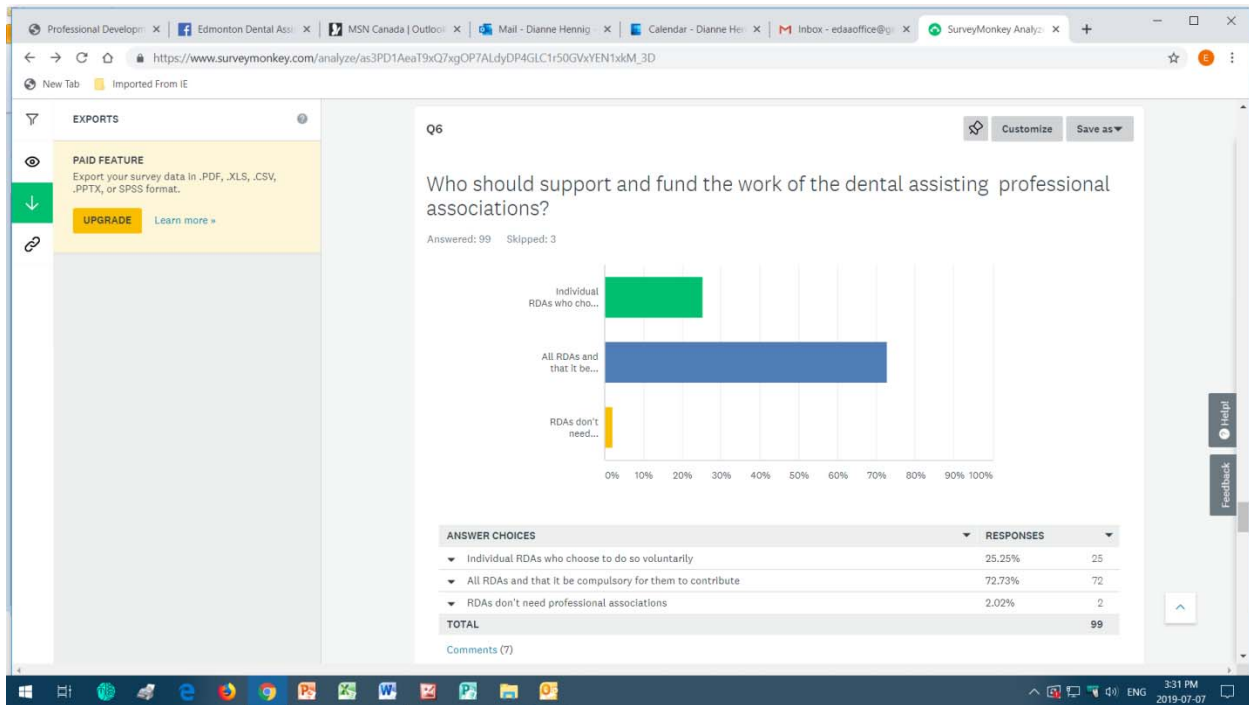 Professional Developm
Edmonton Dental Assi
MSN Canada | Outloo
Mail - Dianne Hennig -
Calendar - Dianne Hen
Inbox - edaaoffice@g
SurveyMonkey Analyz
https://www.surveymonkey.com/analyze/as3PD1AeaT9xQ7xgOP7ALdyDP4GLC1r50GVxYEN1xkM_3D
E
New Tab
Imported From IE
EXPORTS
PAID FEATURE
Export your survey data in .PDF, .XLS, .CSV,
.PPTX, or SPSS format.
UPGRADE Learn more »
Q6
Customize
Save as
Who should support and fund the work of the dental assisting professional
associations?
Answered: 99 Skipped: 3
Individual
RDAs who cho...
All RDAs and
that it be...
RDAs don't
need...
0% 10% 20% 30% 40% 50% 60% 70% 80% 90% 100%
ANSWER CHOICES RESPONSES
Individual RDAs who choose to do so voluntarily 25.25% 25
All RDAs and that it be compulsory for them to contribute 72.73% 72
RDAs don't need professional associations 2.02% 2
TOTAL 99
Comments (7)
Help!
Feedback
ENG
3:31 PM
2019-07-07